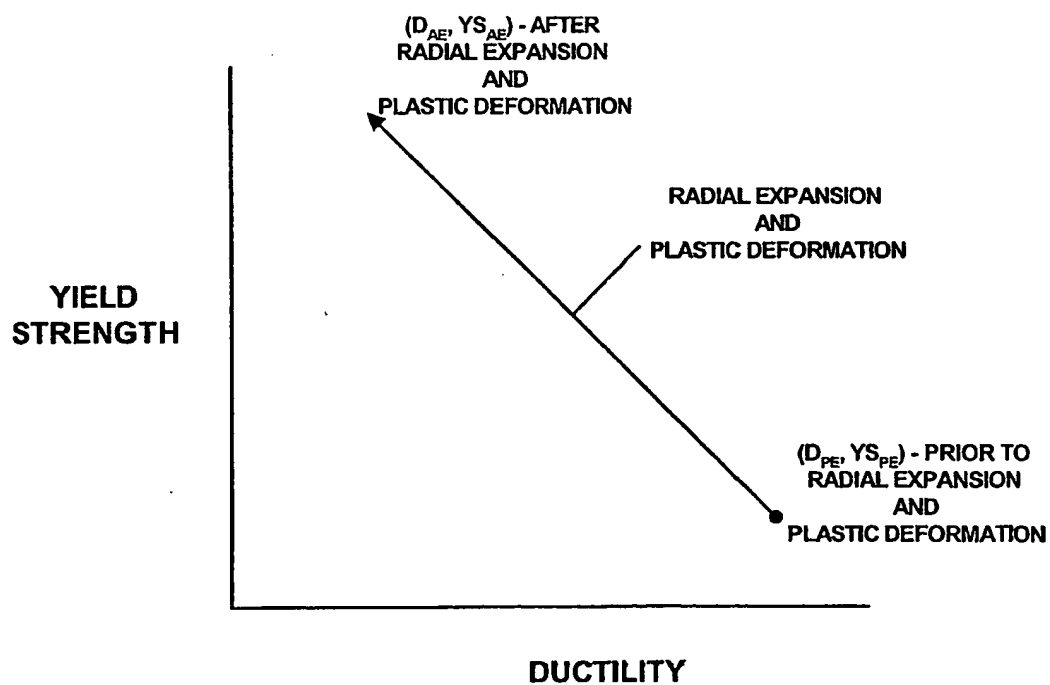 (D_AE, YS_AE) - AFTER
RADIAL EXPANSION
AND
PLASTIC DEFORMATION
RADIAL EXPANSION
AND
PLASTIC DEFORMATION
YIELD
STRENGTH
(D_PE, YS_PE) - PRIOR TO
RADIAL EXPANSION
AND
PLASTIC DEFORMATION
DUCTILITY